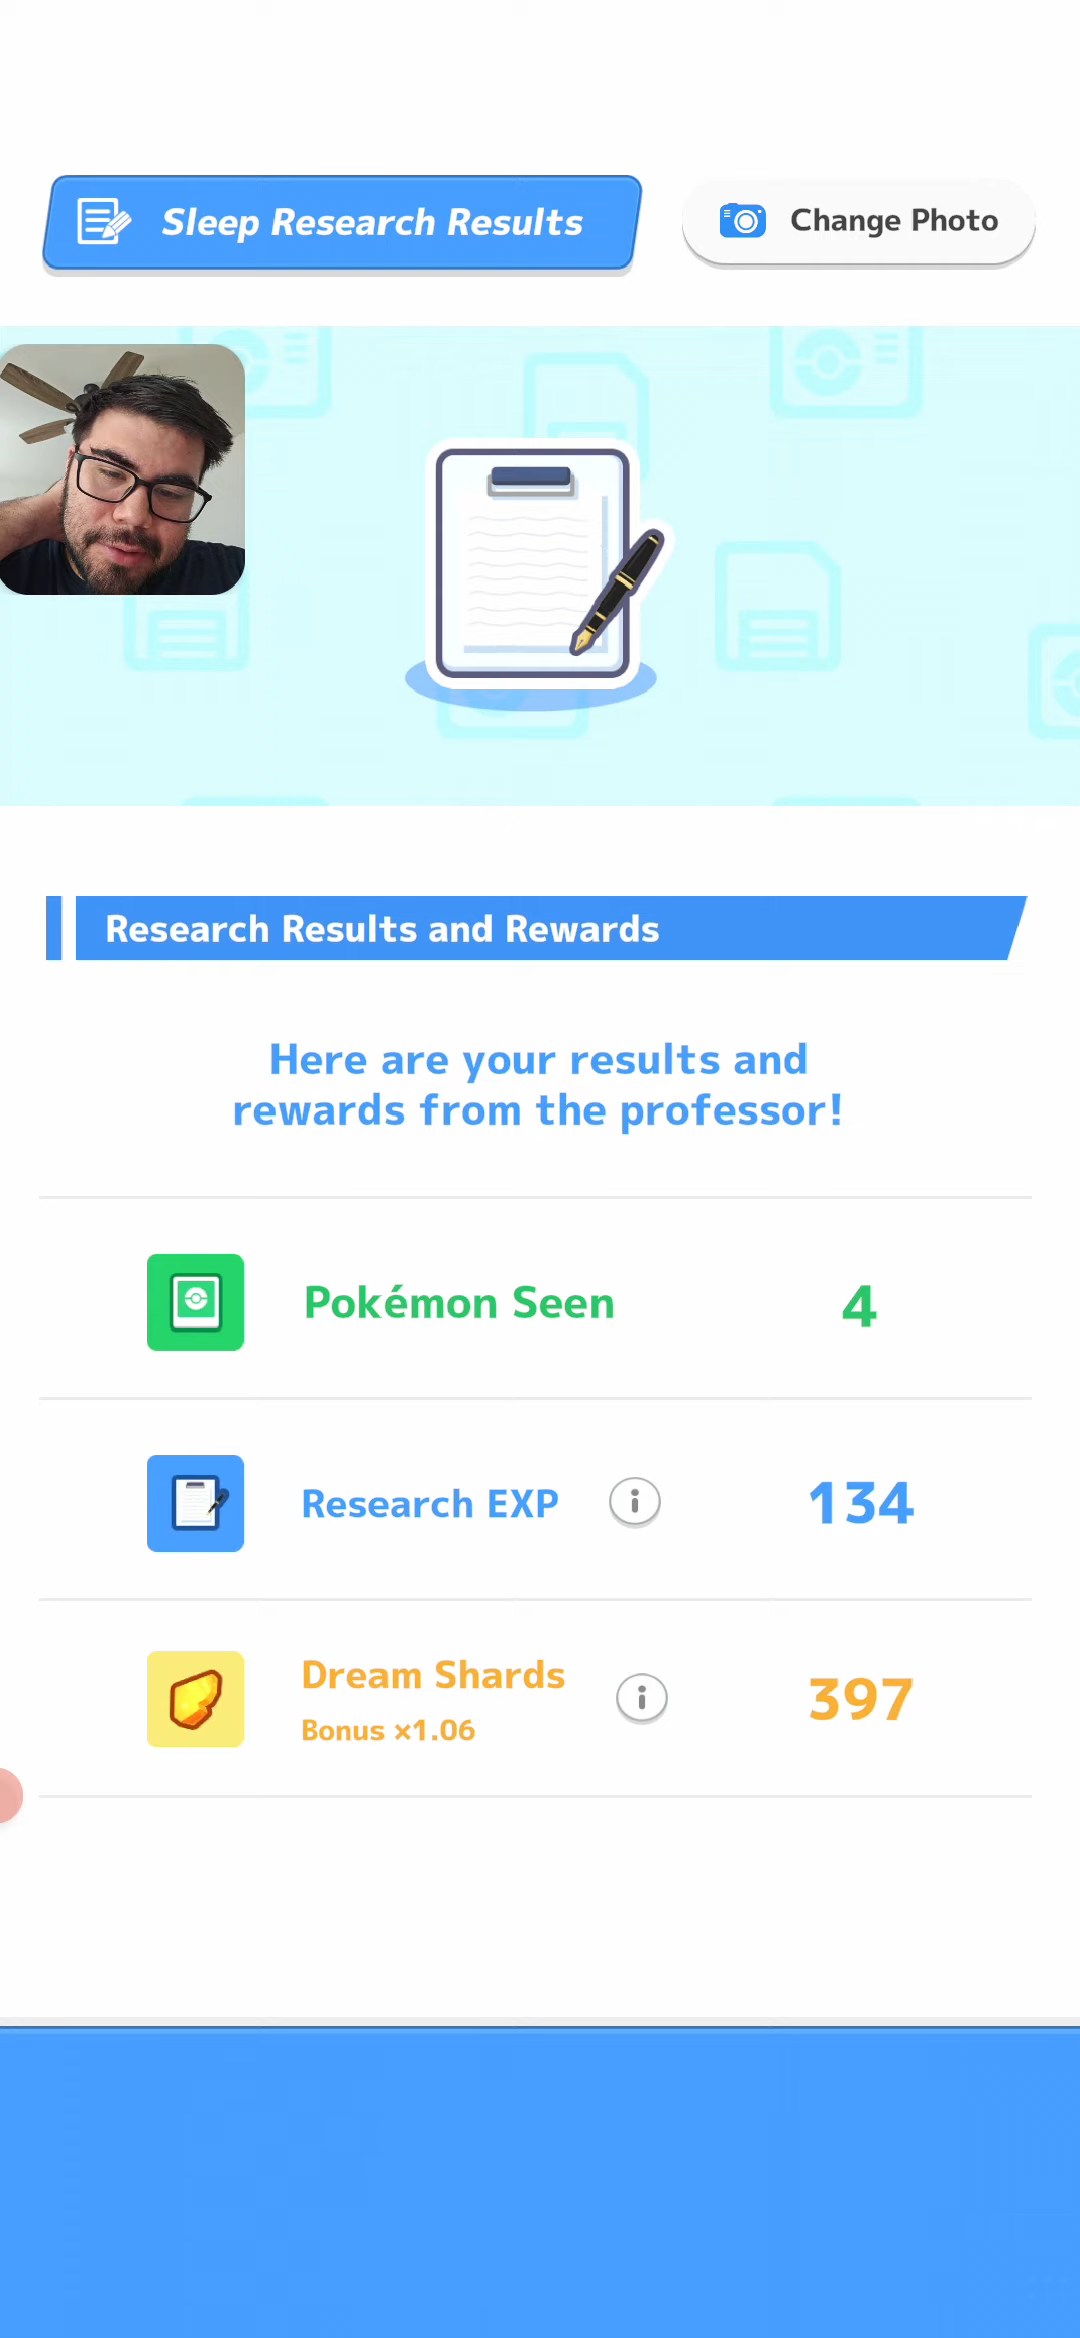 Sleep Research Results
Change Photo
Research Results and Rewards
Here are your results and
rewards from the professor!
Pokémon Seen
4
Research EXP
134
Dream Shards
Bonus ×1.06
397